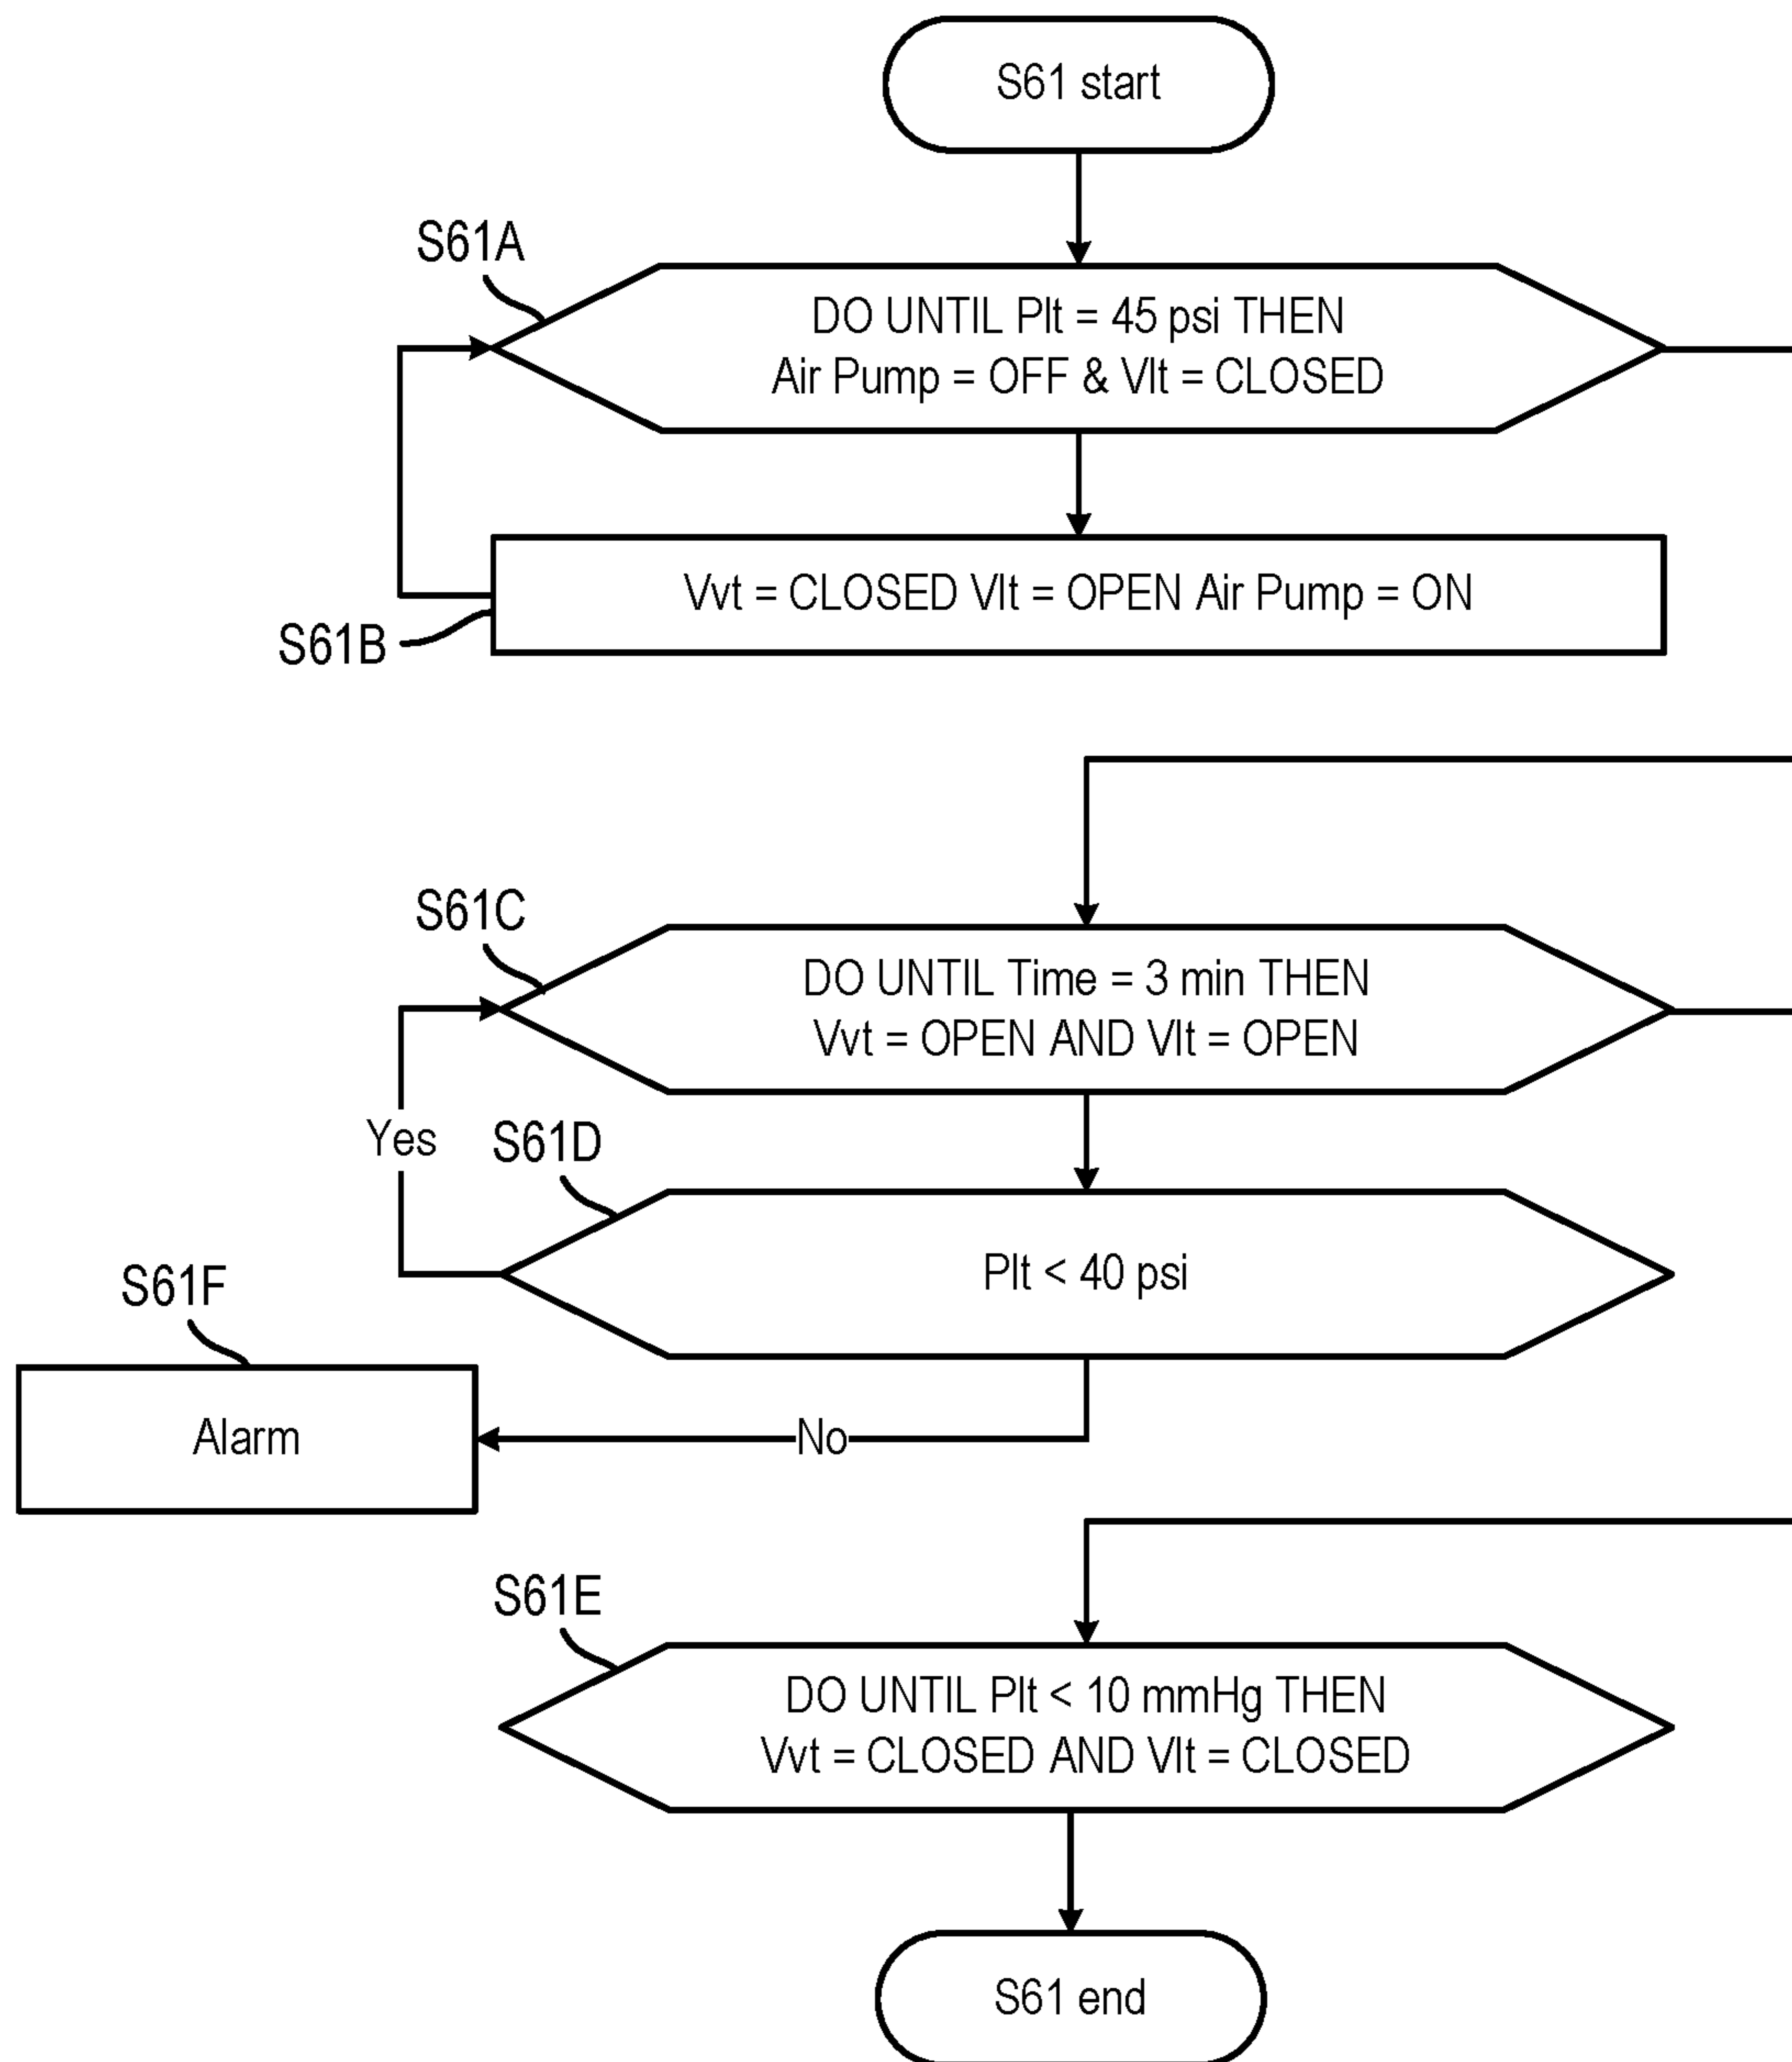 S61 start
S61A
DO UNTIL Plt = 45 psi THEN
Air Pump = OFF & Vlt = CLOSED
Vvt = CLOSED Vlt = OPEN Air Pump = ON
S61B
S61C
DO UNTIL Time = 3 min THEN
Vvt = OPEN AND Vlt = OPEN
Yes
S61D
Plt < 40 psi
S61F
Alarm
No
S61E
DO UNTIL Plt < 10 mmHg THEN
Vvt = CLOSED AND Vlt = CLOSED
S61 end